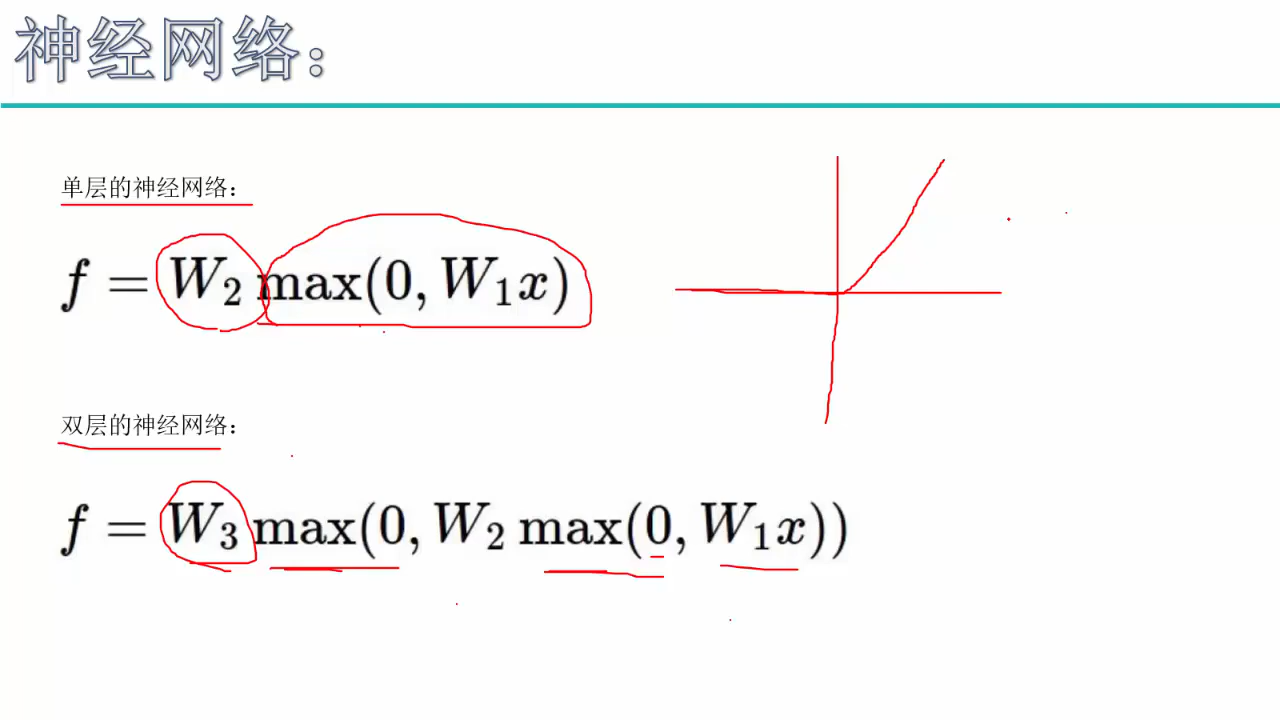 神经网络：
单层的神经网络：
f = W₂ max(0, W₁x)
双层的神经网络：
f = W₃ max(0, W₂ max(0, W₁x))